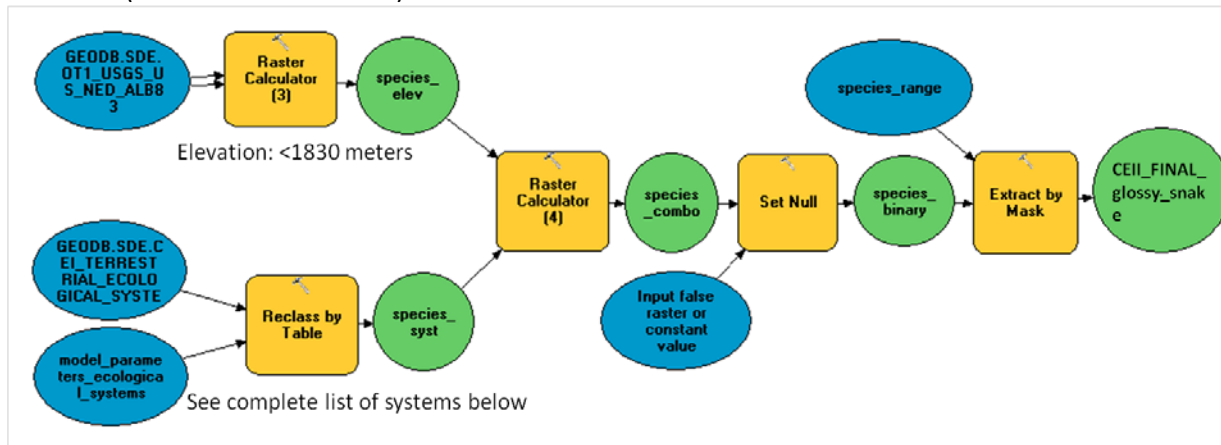 GEODB.SDE.
OT1_USGS_U
S_NED_ALB8
3
Raster
Calculator
(3)
species_
elev
Elevation: <1830 meters
species_range
Raster
Calculator
(4)
species
_combo
Set Null
species_
binary
Extract by
Mask
CEII_FINAL_
glossy_snak
e
GEODB.SDE.C
EI_TERREST
RIAL_ECOLO
GICAL_SYSTE
Reclass by
Table
species_
syst
Input false
raster or
constant
value
model_parame
ters_ecologica
l_systems
See complete list of systems below